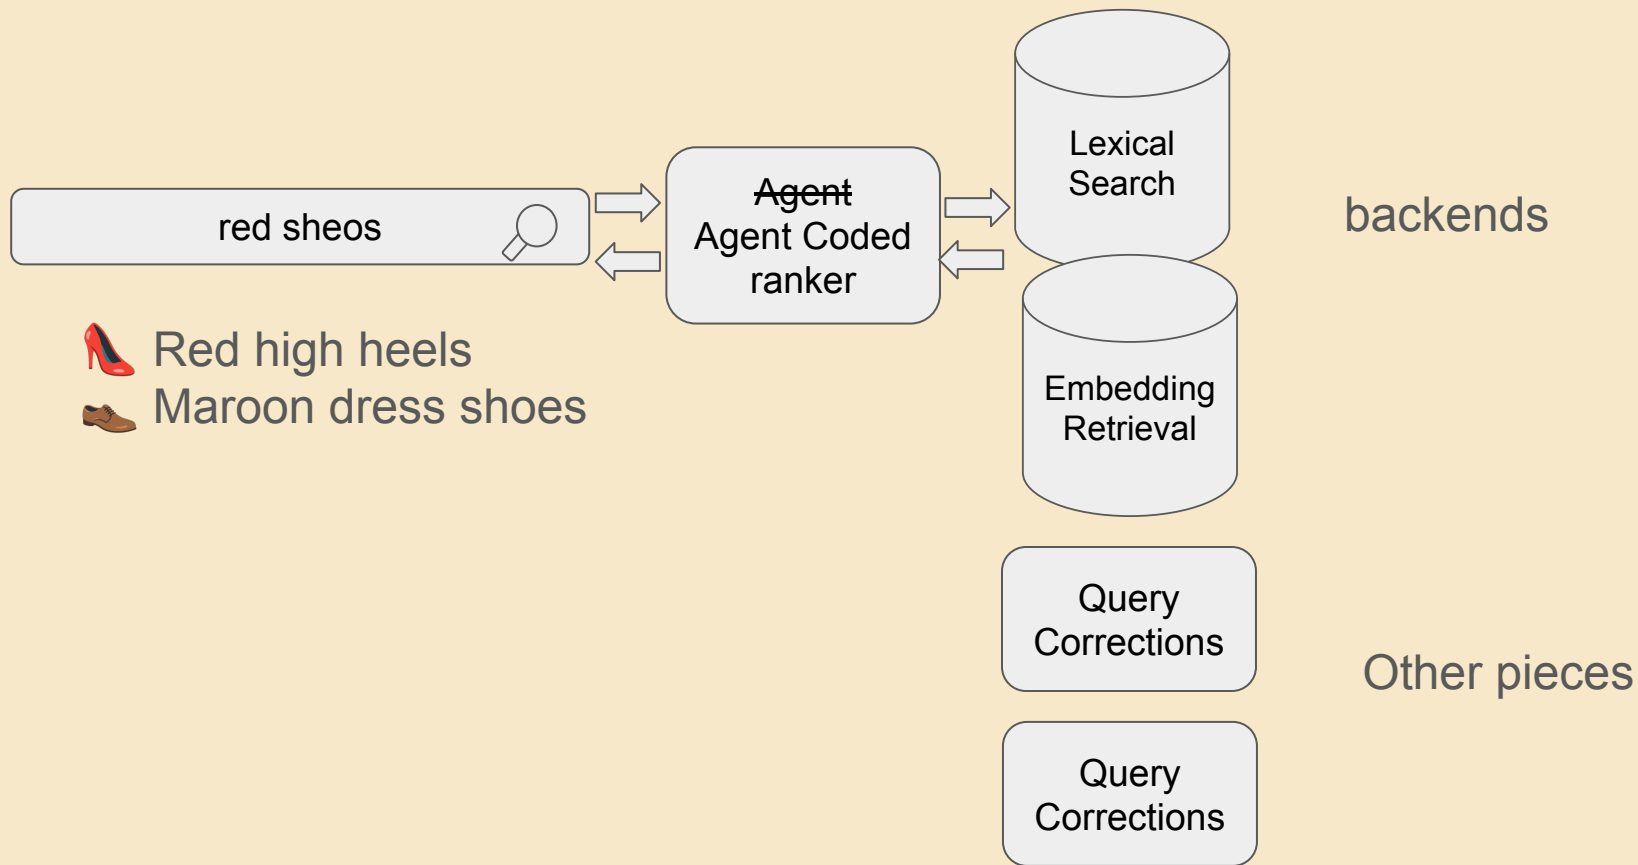 red sheos
Red high heels
Maroon dress shoes
Agent
Agent Coded
ranker
Lexical
Search
Embedding
Retrieval
backends
Query
Corrections
Query
Corrections
Other pieces